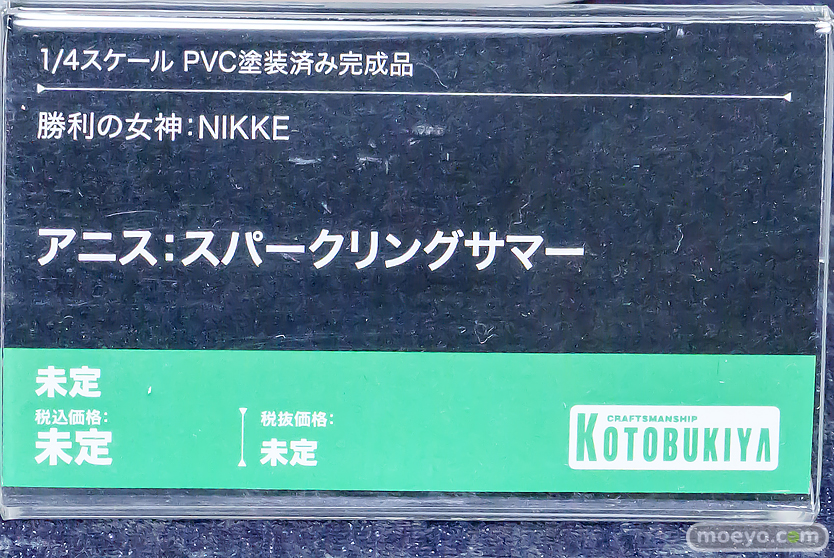 1/4スケール PVC塗装済み完成品
勝利の女神:NIKKE
アニス:スパークリングサマー
未定
税込価格:
未定
税抜価格:
未定
CRAFTSMANSHIP
KOTOBUKIYA
moeyo.com